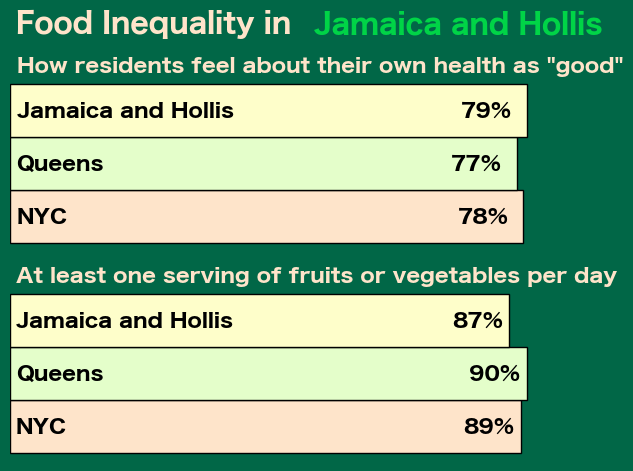 Food Inequality in Jamaica and Hollis
How residents feel about their own health as "good"
Jamaica and Hollis 79%
Queens 77%
NYC 78%
At least one serving of fruits or vegetables per day
Jamaica and Hollis 87%
Queens 90%
NYC 89%